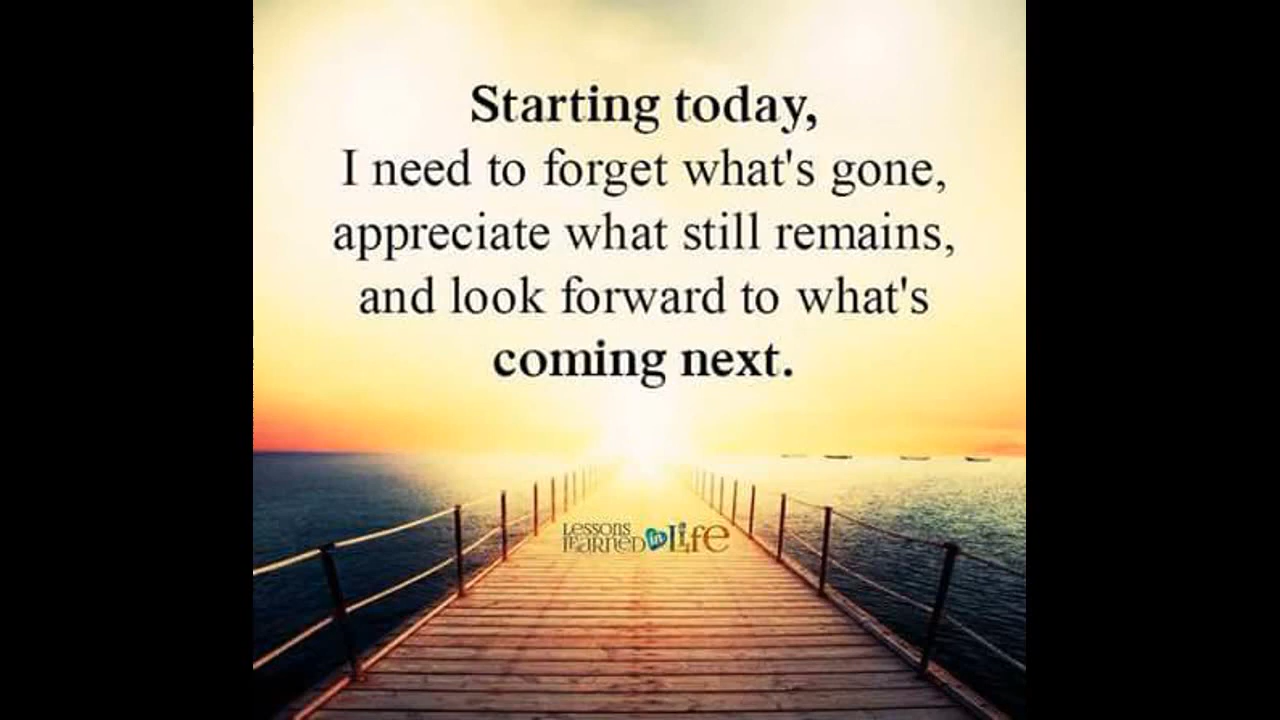 Starting today,
I need to forget what's gone,
appreciate what still remains,
and look forward to what's
coming next.
Lessons
Learned in Life